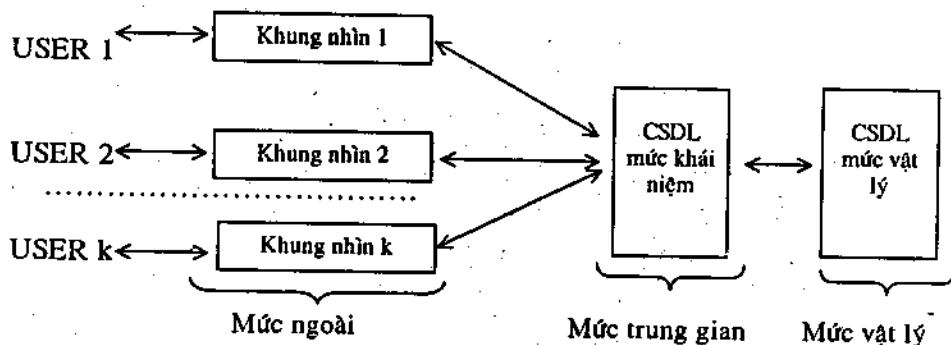 USER 1
Khung nhìn 1
USER 2
Khung nhìn 2
USER k
Khung nhìn k
CSDL
mức khái
niệm
CSDL
mức vật
lý
Mức ngoài
Mức trung gian
Mức vật lý